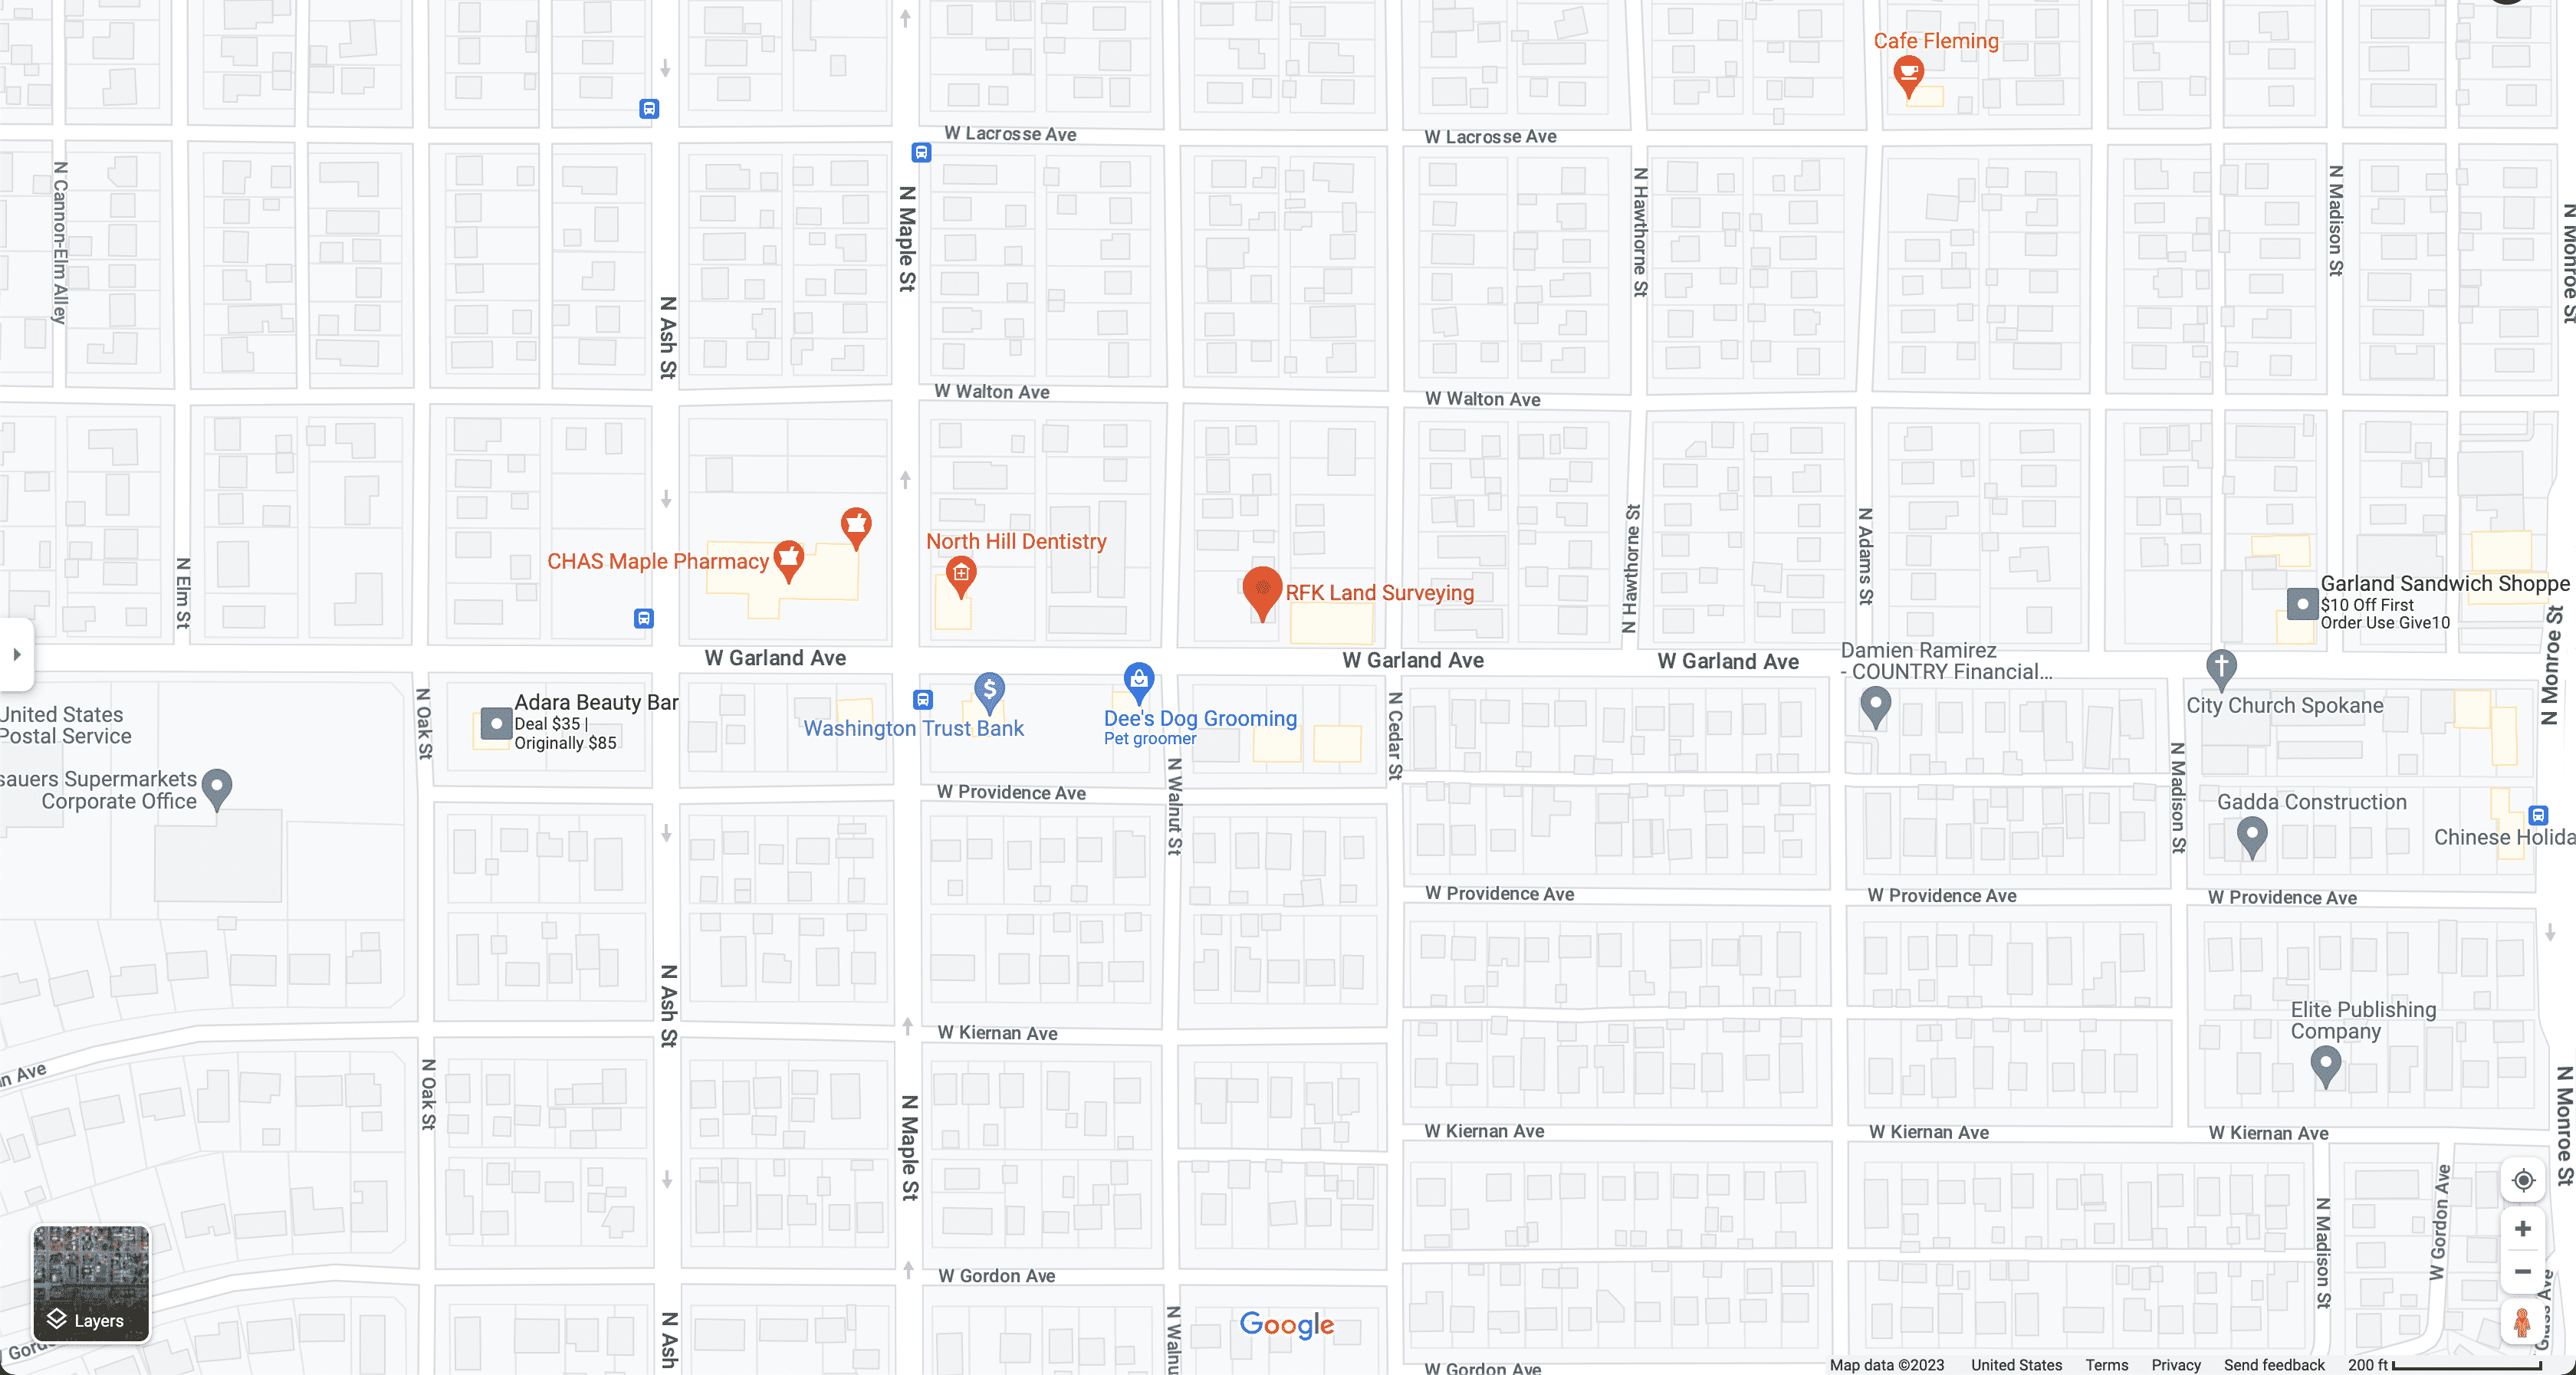 Cafe Fleming
W Lacrosse Ave
W Lacrosse Ave
N Cannon-Elm Alley
N Maple St
N Hawthorne St
N Madison St
N Monroe St
N Ash St
W Walton Ave
W Walton Ave
N Elm St
CHAS Maple Pharmacy
North Hill Dentistry
RFK Land Surveying
N Hawthorne St
N Adams St
Garland Sandwich Shoppe
$10 Off First
Order Use Give10
W Garland Ave
W Garland Ave
W Garland Ave
Damien Ramirez
- COUNTRY Financial...
N Monroe St
United States
Postal Service
N Oak St
Adara Beauty Bar
Deal $35 |
Originally $85
Washington Trust Bank
Dee's Dog Grooming
Pet groomer
N Cedar St
City Church Spokane
sauers Supermarkets
Corporate Office
N Walnut St
N Madison St
W Providence Ave
Gadda Construction
Chinese Holida
W Providence Ave
W Providence Ave
W Providence Ave
N Ash St
W Kiernan Ave
Elite Publishing
Company
n Ave
N Oak St
N Maple St
N Monroe St
W Kiernan Ave
W Kiernan Ave
W Kiernan Ave
N Madison St
W Gordon Ave
W Gordon Ave
Layers
N Ash
N Walnu
Google
W Gordon Ave
Map data ©2023
United States
Terms
Privacy
Send feedback
200 ft